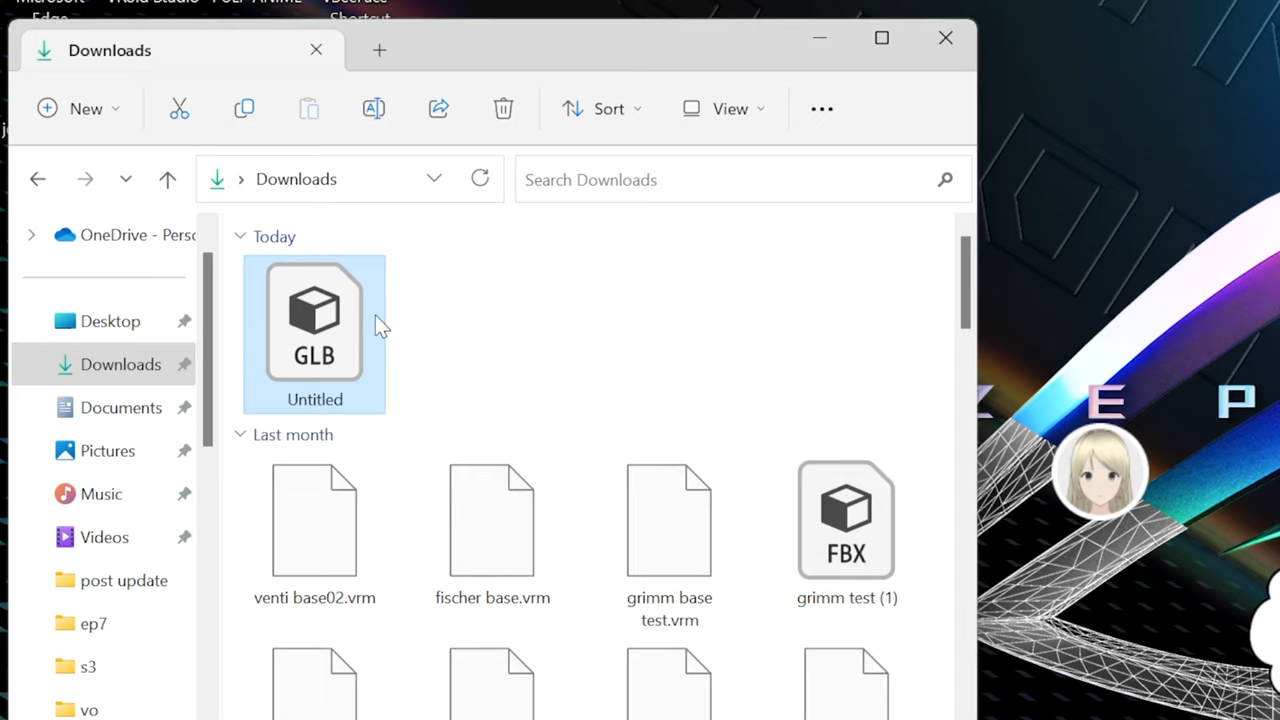 Shortcut
Downloads
New
Sort
View
Downloads
Search Downloads
OneDrive - Perso
Desktop
Downloads
Documents
Pictures
Music
Videos
post update
ep7
s3
vo
Today
GLB
Untitled
Last month
venti base02.vrm
fischer base.vrm
grimm base
test.vrm
FBX
grimm test (1)
E P